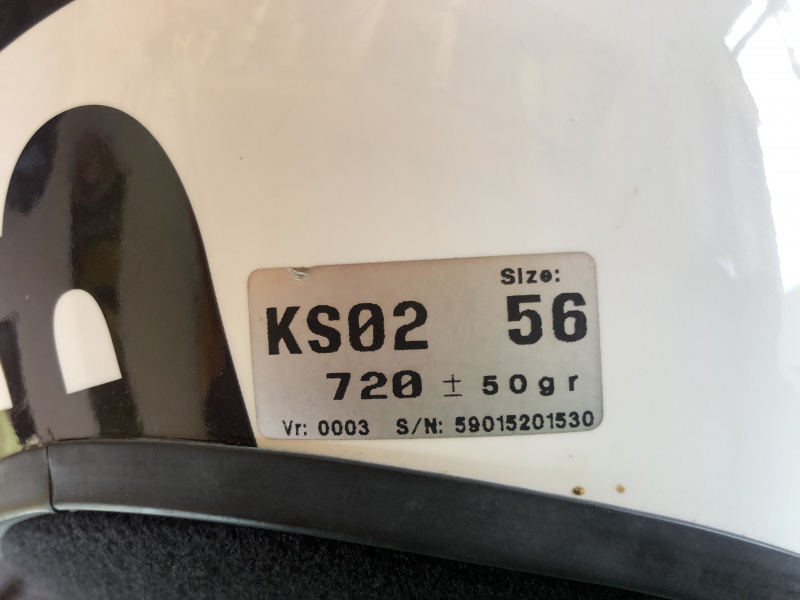 Size:
KS02 56
720 ± 50gr
Vr: 0003 S/N: 59015201530